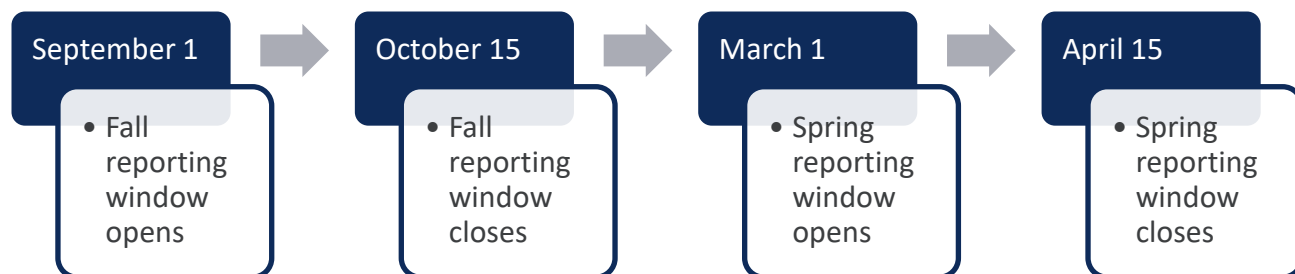 September 1
• Fall
reporting
window
opens
October 15
• Fall
reporting
window
closes
March 1
• Spring
reporting
window
opens
April 15
• Spring
reporting
window
closes